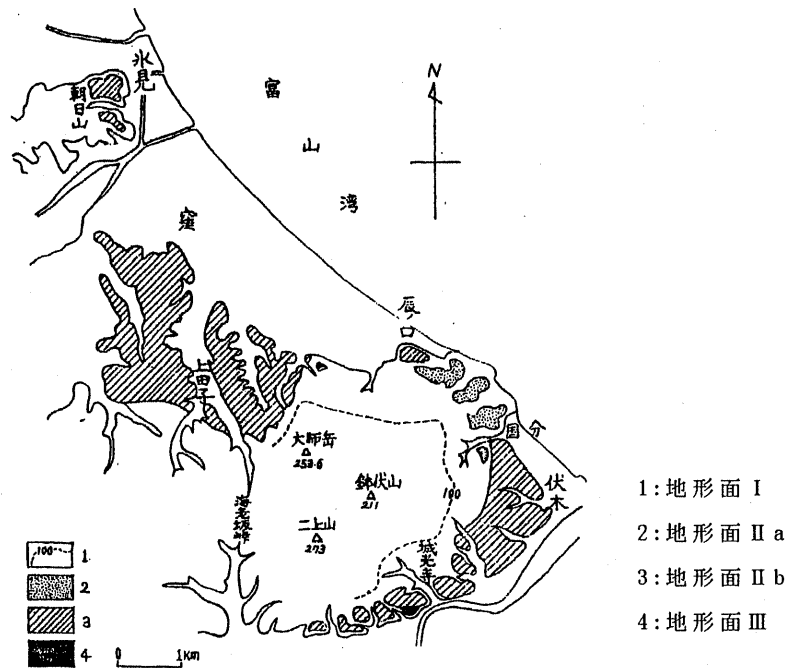 氷見
朝日山
富山湾
N
窪
辰口
上田子
国分
伏木
大師岳
253.6
鉢伏山
211
100
二上山
273
海老坂峠
城光寺
100
1
2
3
4
0 1km
1:地形面 Ⅰ
2:地形面 Ⅱa
3:地形面 Ⅱb
4:地形面 Ⅲ